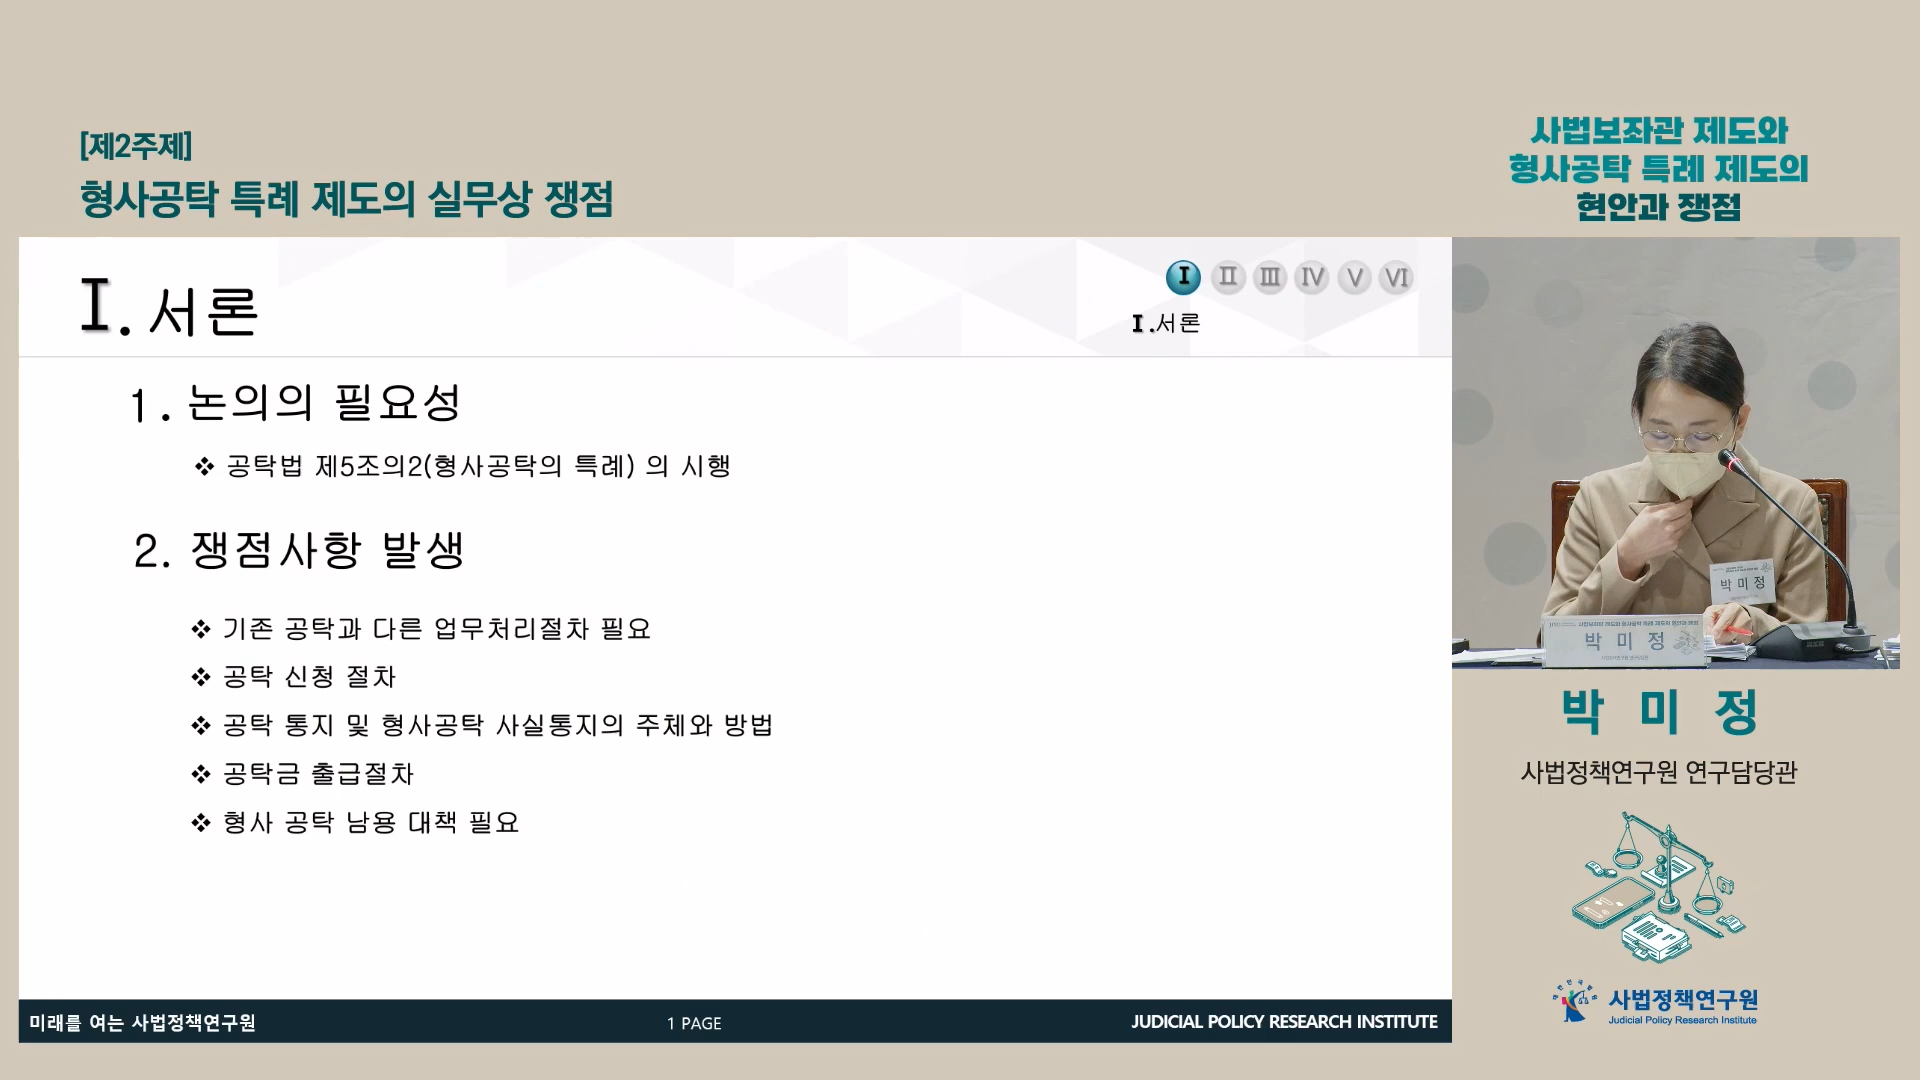 [제2주제]
형사공탁 특례 제도의 실무상 쟁점
사법보좌관 제도와
형사공탁 특례 제도의
현안과 쟁점
Ⅰ. 서론
Ⅰ Ⅱ Ⅲ Ⅳ Ⅴ Ⅵ
Ⅰ.서론
1. 논의의 필요성
❖ 공탁법 제5조의2(형사공탁의 특례) 의 시행
2. 쟁점사항 발생
❖ 기존 공탁과 다른 업무처리절차 필요
❖ 공탁 신청 절차
❖ 공탁 통지 및 형사공탁 사실통지의 주체와 방법
❖ 공탁금 출급절차
❖ 형사 공탁 남용 대책 필요
미래를 여는 사법정책연구원
1 PAGE
JUDICIAL POLICY RESEARCH INSTITUTE
박 미 정
박 미 정
박 미 정
사법정책연구원 연구담당관
사법정책연구원
Judicial Policy Research Institute